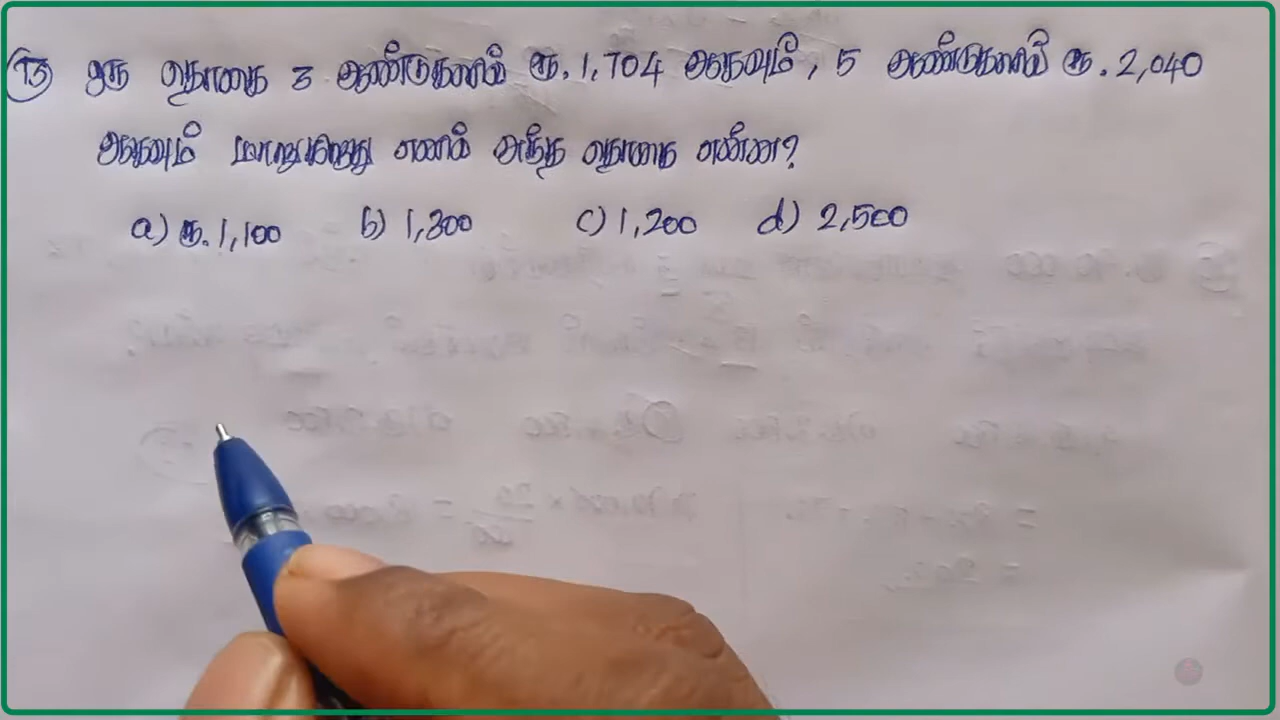 13) ஒரு தொகை 3 ஆண்டுகளில் ரூ.1,704 ஆகவும், 5 ஆண்டுகளில் ரூ.2,040
ஆகவும் மாறுகிறது எனில் அந்த தொகை என்ன?
a) ரூ.1,100 b) 1,300 c) 1,200 d) 2,500